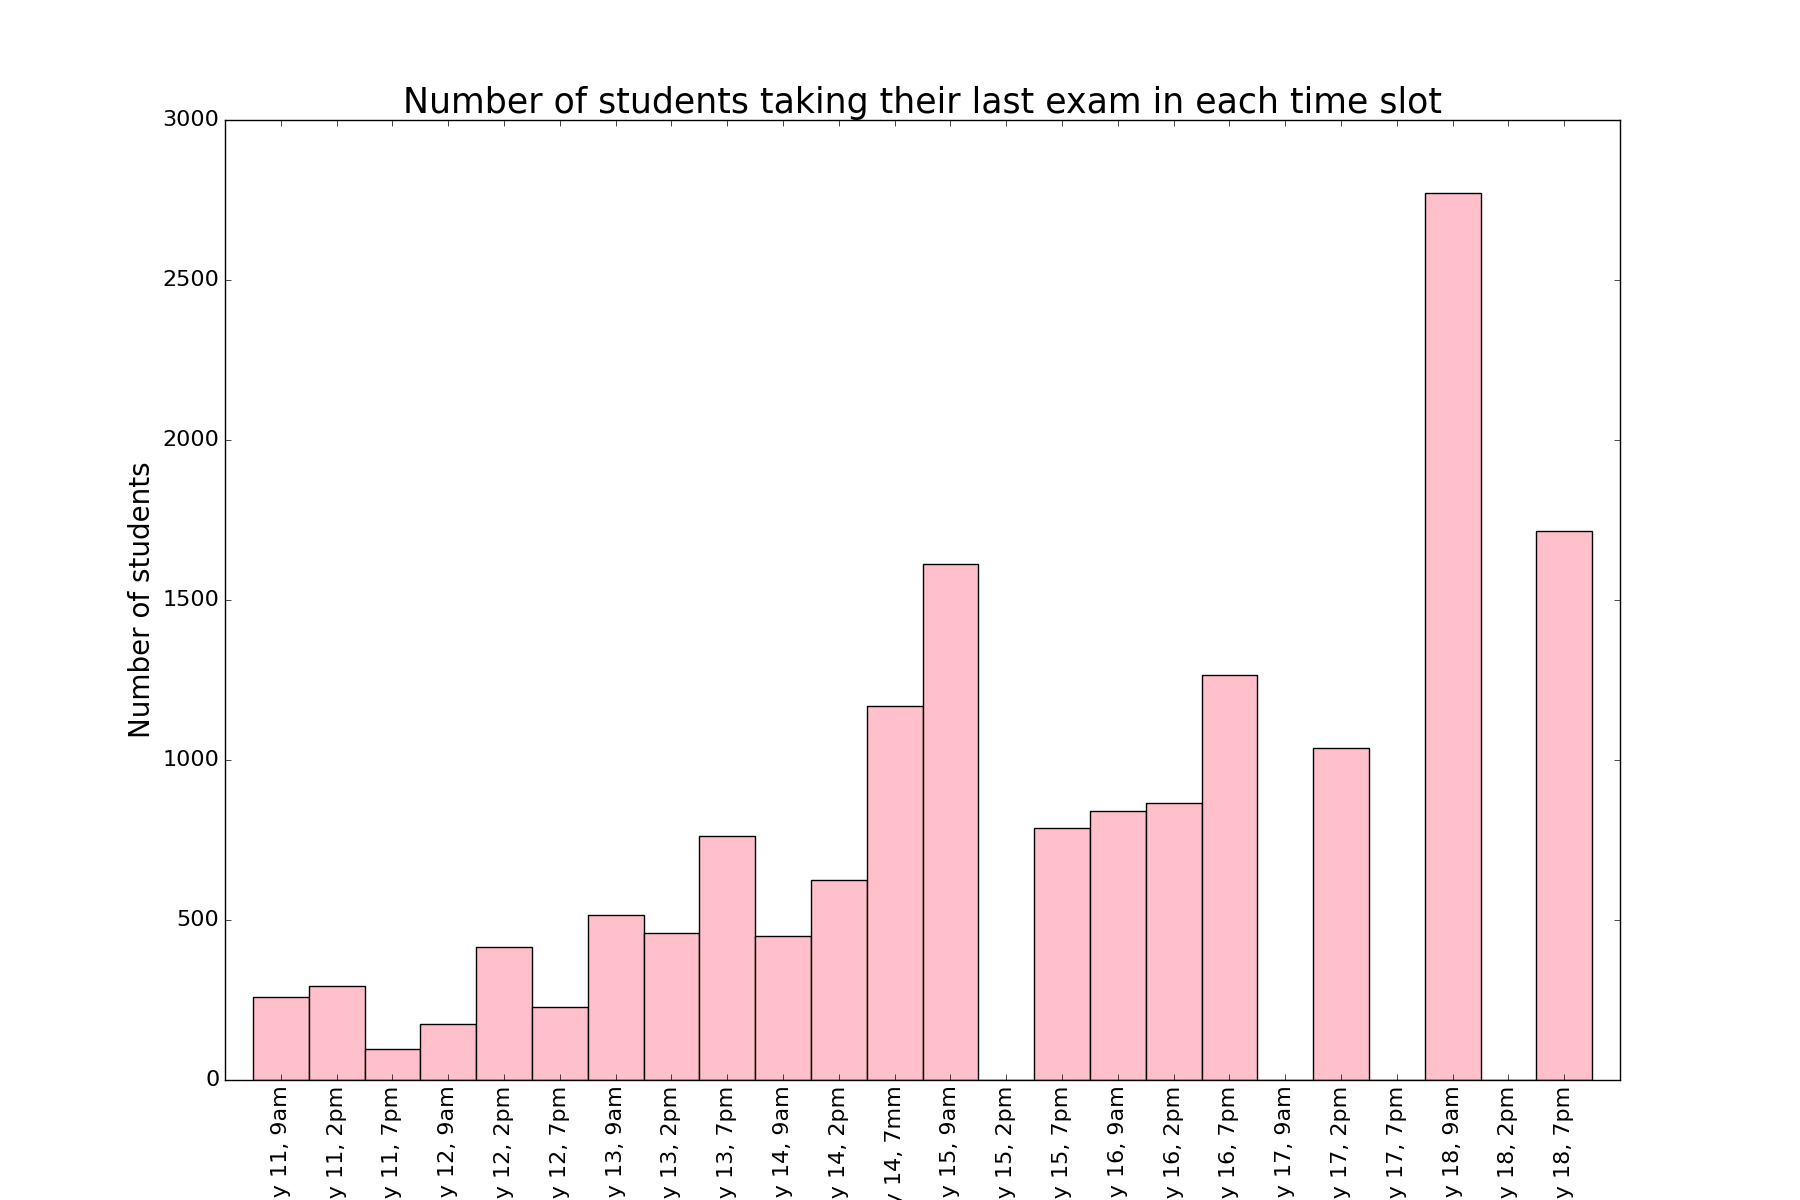 Number of students taking their last exam in each time slot
Number of students
3000
2500
2000
1500
1000
500
0
y 11, 9am
y 11, 2pm
y 11, 7pm
y 12, 9am
y 12, 2pm
y 12, 7pm
y 13, 9am
y 13, 2pm
y 13, 7pm
y 14, 9am
y 14, 2pm
y 14, 7mm
y 15, 9am
y 15, 2pm
y 15, 7pm
y 16, 9am
y 16, 2pm
y 16, 7pm
y 17, 9am
y 17, 2pm
y 17, 7pm
y 18, 9am
y 18, 2pm
y 18, 7pm